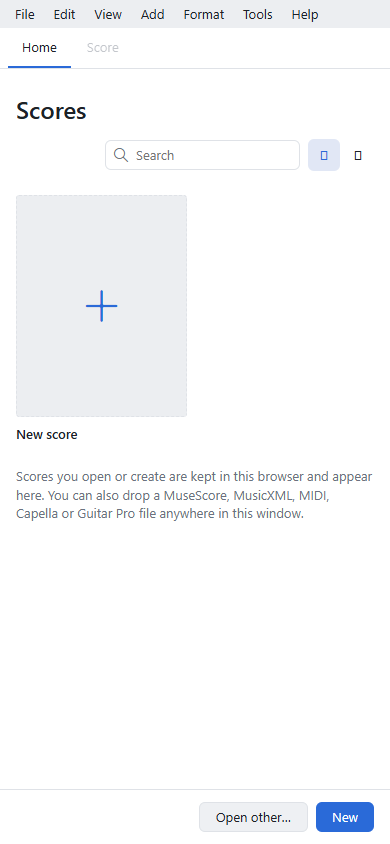 File Edit View Add Format Tools Help
Home Score
Scores
Search
New score
Scores you open or create are kept in this browser and appear
here. You can also drop a MuseScore, MusicXML, MIDI,
Capella or Guitar Pro file anywhere in this window.
Open other... New